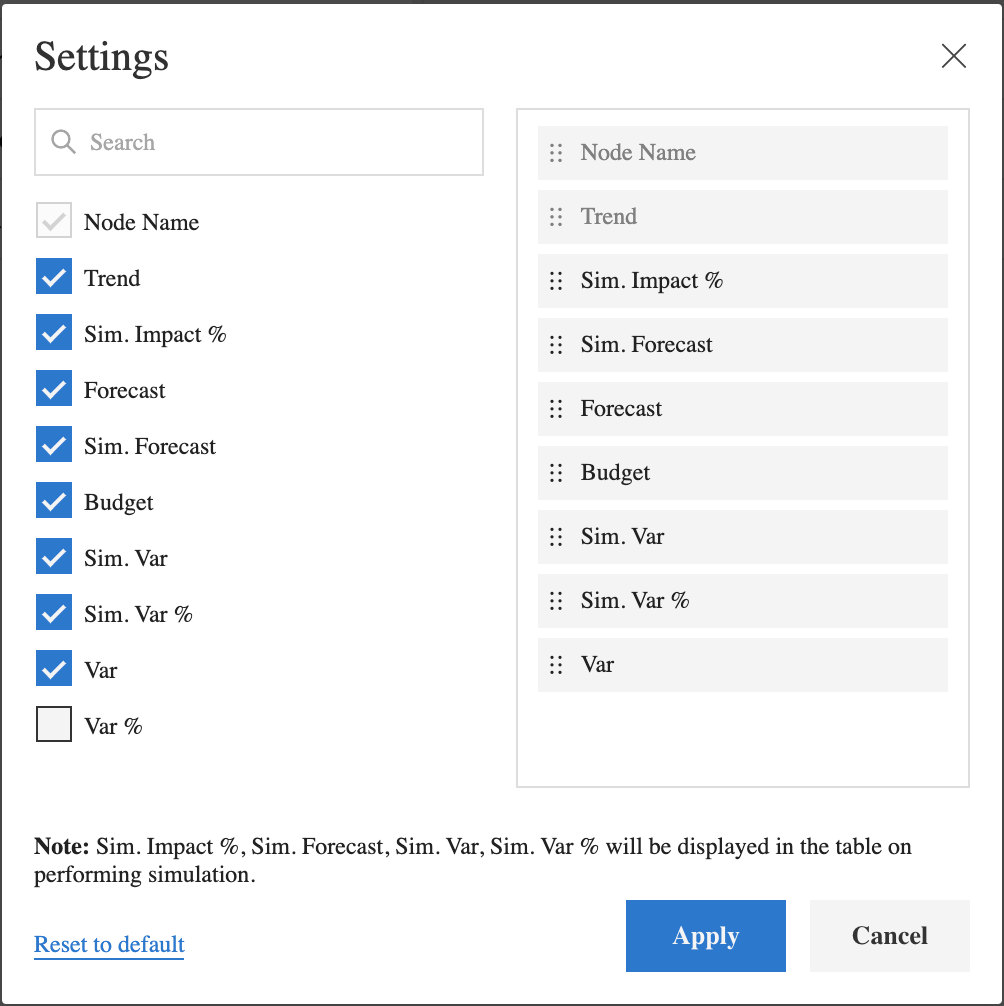 Settings
Search
Node Name
Trend
Sim. Impact %
Forecast
Sim. Forecast
Budget
Sim. Var
Sim. Var %
Var
Var %
Node Name
Trend
Sim. Impact %
Sim. Forecast
Forecast
Budget
Sim. Var
Sim. Var %
Var
Note: Sim. Impact %, Sim. Forecast, Sim. Var, Sim. Var % will be displayed in the table on
performing simulation.
Reset to default
Apply
Cancel